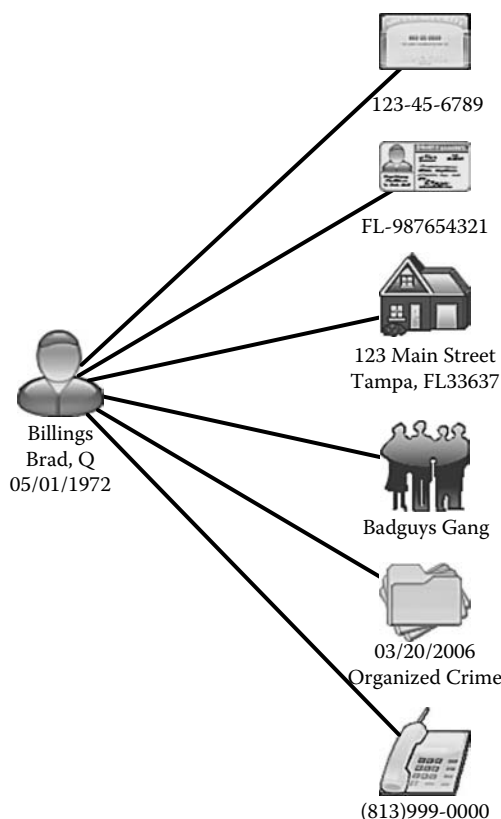 123-45-6789
FL-987654321
123 Main Street
Tampa, FL33637
Billings
Brad, Q
05/01/1972
Badguys Gang
03/20/2006
Organized Crime
(813)999-0000